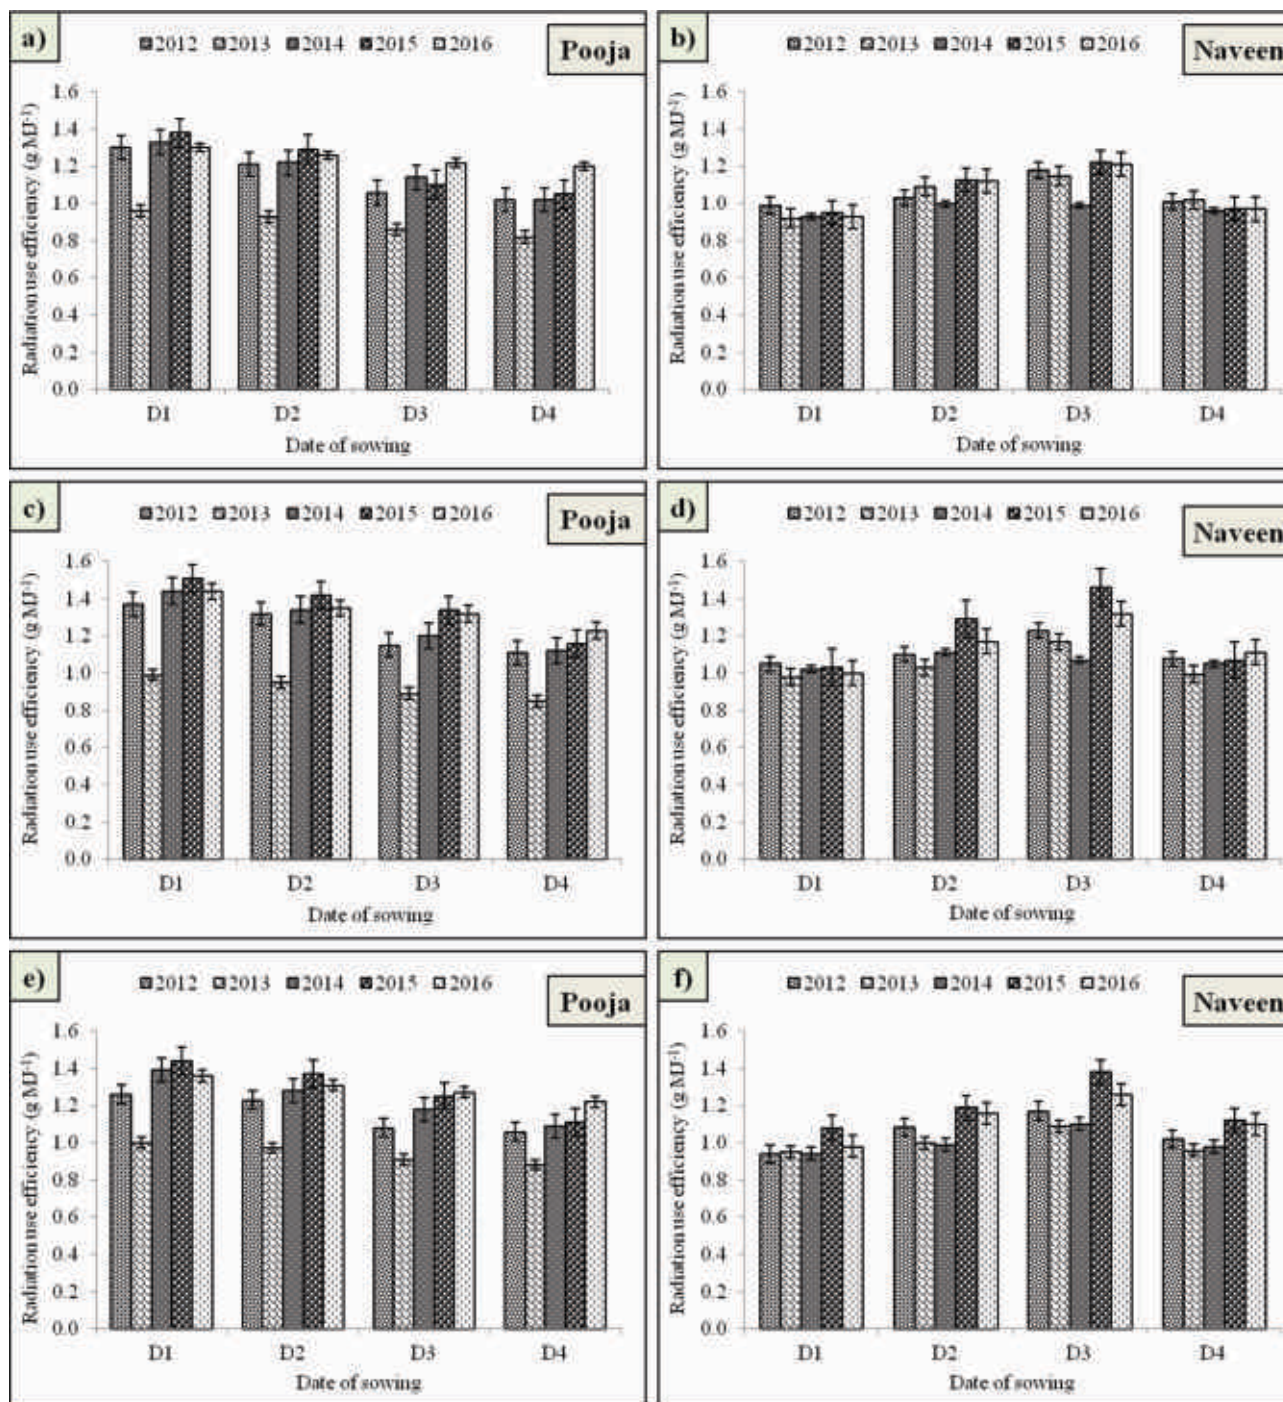 a)
2012 2013 2014 2015 2016
Pooja
Radiation use efficiency (g MJ⁻¹)
1.6
1.4
1.2
1.0
0.8
0.6
0.4
0.2
0.0
D1 D2 D3 D4
Date of sowing
b)
2012 2013 2014 2015 2016
Naveen
Radiation use efficiency (g MJ⁻¹)
1.6
1.4
1.2
1.0
0.8
0.6
0.4
0.2
0.0
D1 D2 D3 D4
Date of sowing
c)
2012 2013 2014 2015 2016
Pooja
Radiation use efficiency (g MJ⁻¹)
1.6
1.4
1.2
1.0
0.8
0.6
0.4
0.2
0.0
D1 D2 D3 D4
Date of sowing
d)
2012 2013 2014 2015 2016
Naveen
Radiation use efficiency (g MJ⁻¹)
1.6
1.4
1.2
1.0
0.8
0.6
0.4
0.2
0.0
D1 D2 D3 D4
Date of sowing
e)
2012 2013 2014 2015 2016
Pooja
Radiation use efficiency (g MJ⁻¹)
1.6
1.4
1.2
1.0
0.8
0.6
0.4
0.2
0.0
D1 D2 D3 D4
Date of sowing
f)
2012 2013 2014 2015 2016
Naveen
Radiation use efficiency (g MJ⁻¹)
1.6
1.4
1.2
1.0
0.8
0.6
0.4
0.2
0.0
D1 D2 D3 D4
Date of sowing